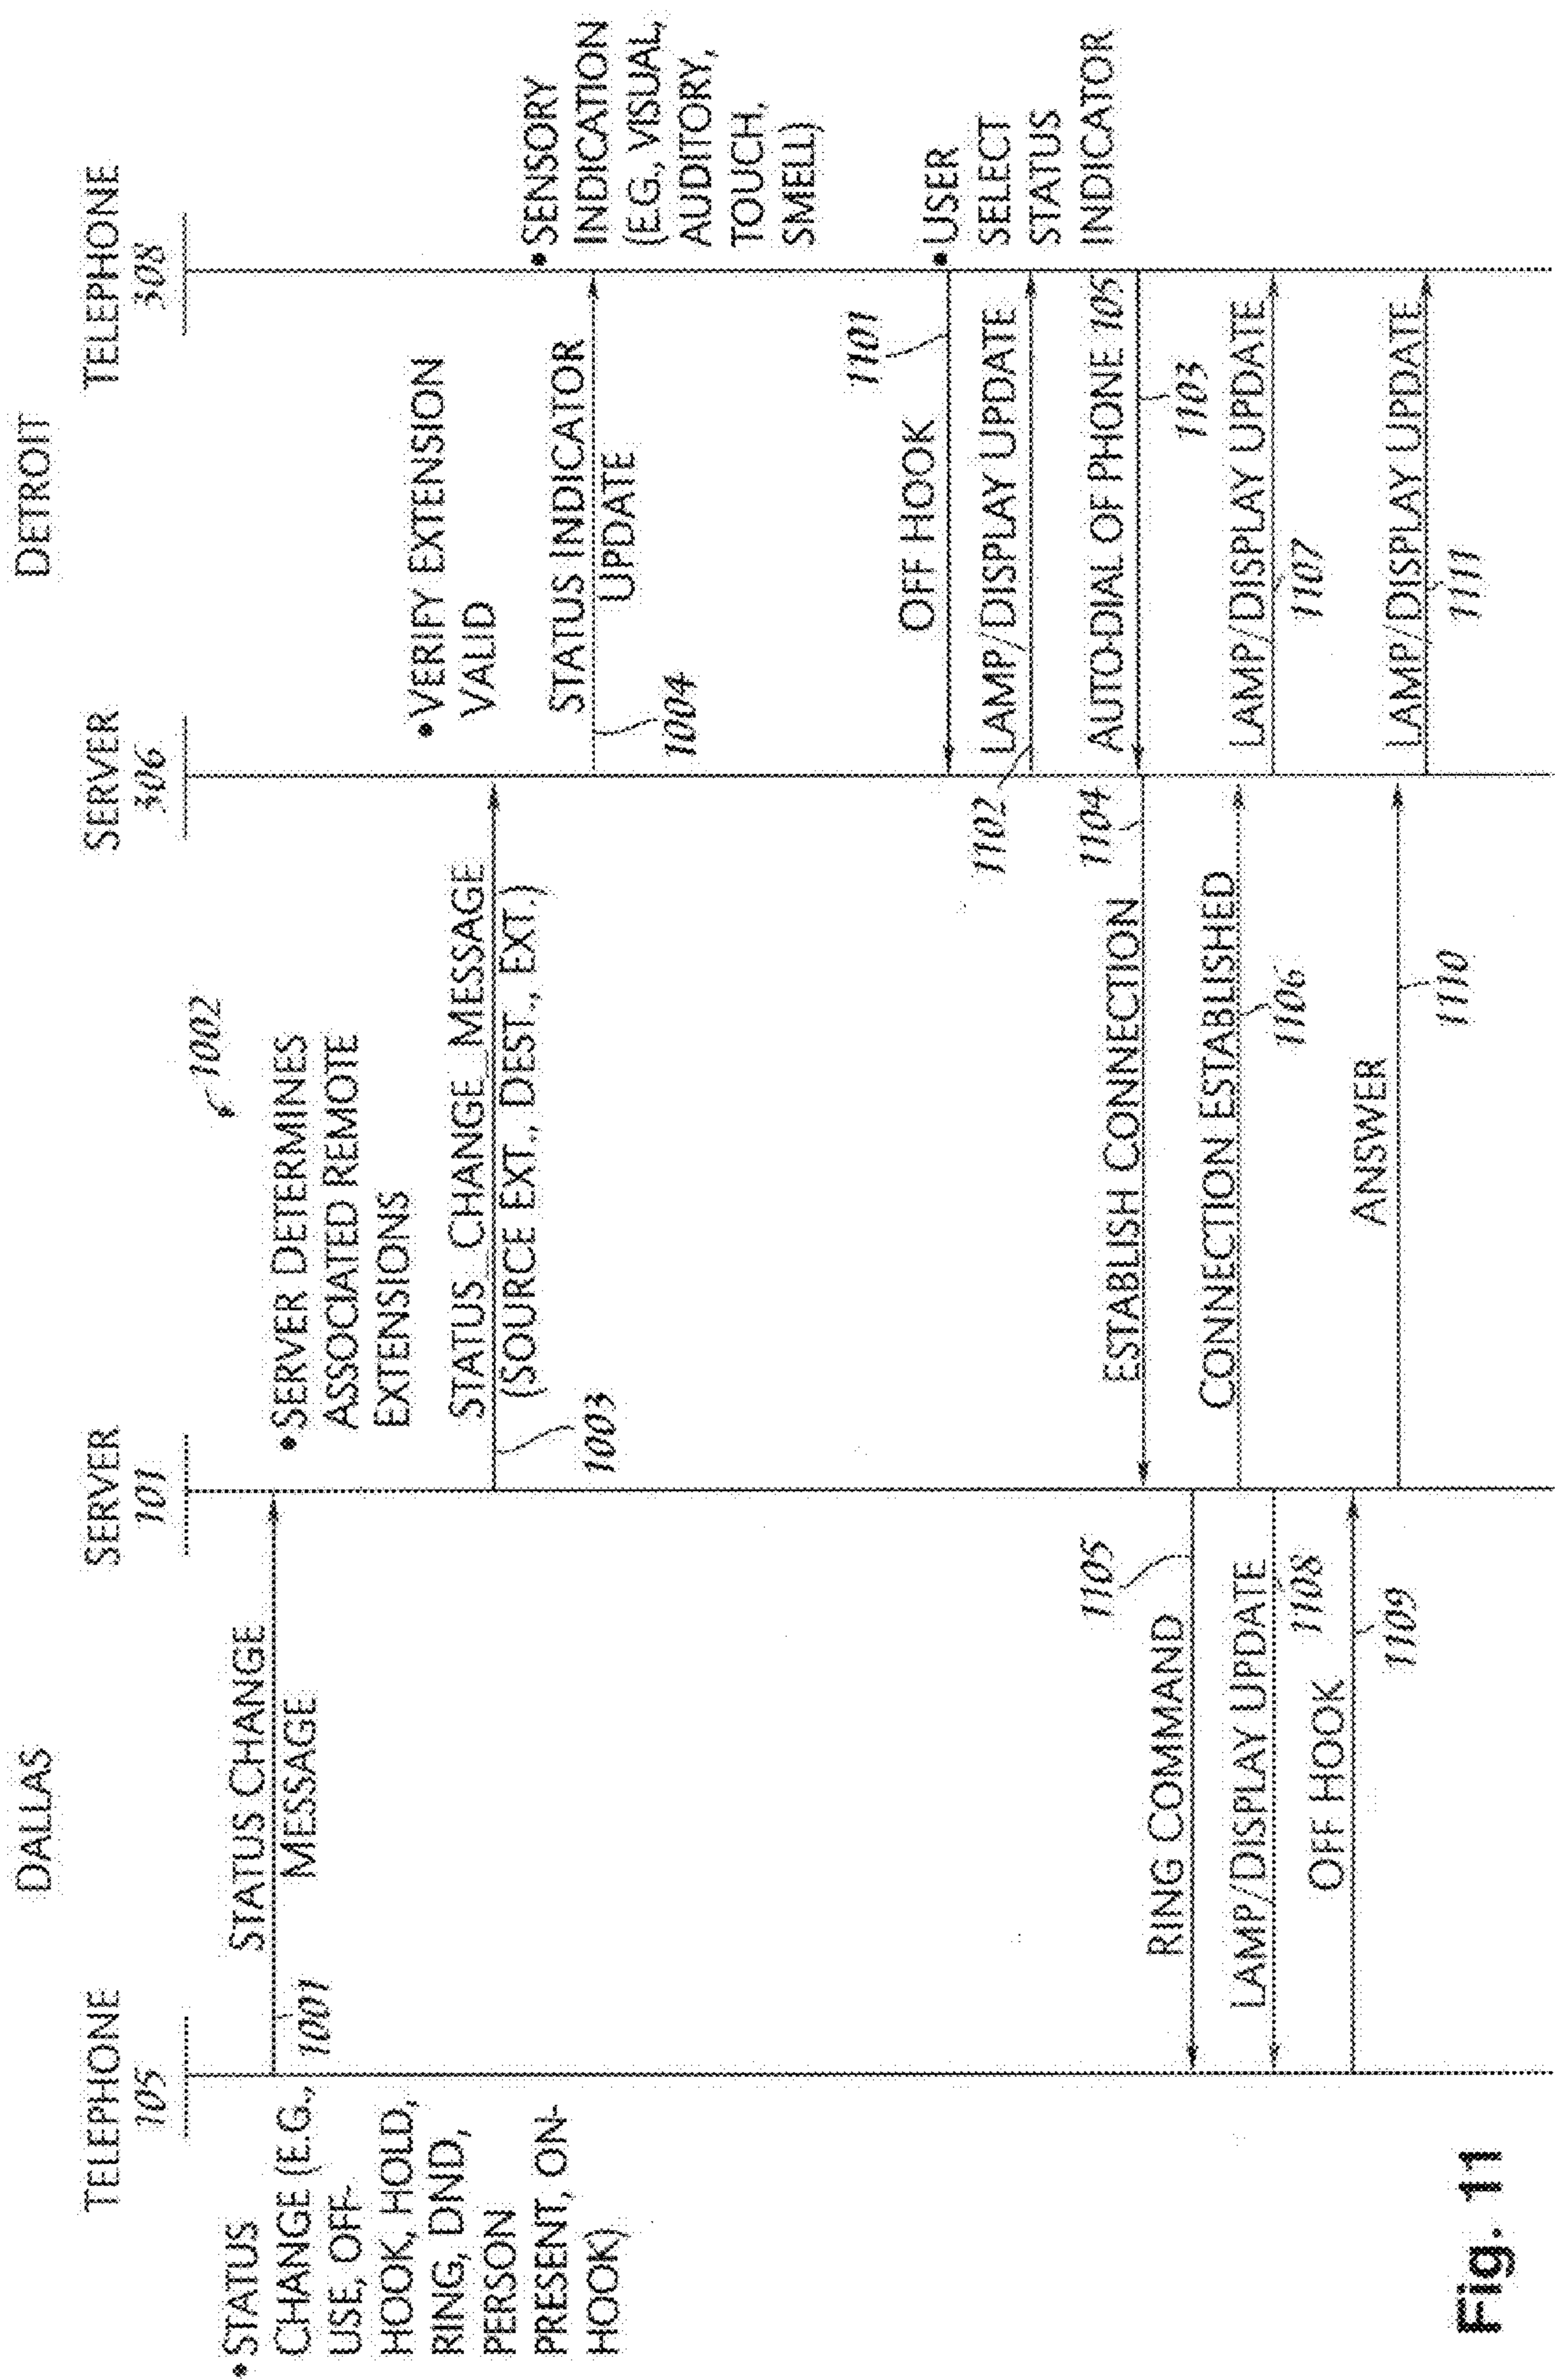 DALLAS
DETROIT
TELEPHONE
105
SERVER
101
SERVER
306
TELEPHONE
308
• STATUS
CHANGE (E.G.,
USE, OFF-
HOOK, HOLD,
RING, DND,
PERSON
PRESENT, ON-
HOOK)
STATUS CHANGE
MESSAGE
1001
1002
• SERVER DETERMINES
ASSOCIATED REMOTE
EXTENSIONS
STATUS_CHANGE_MESSAGE
(SOURCE EXT., DEST., EXT.)
1003
• VERIFY EXTENSION
VALID
STATUS INDICATOR
UPDATE
1004
• SENSORY
INDICATION
(E.G., VISUAL,
AUDITORY,
TOUCH,
SMELL)
• USER
SELECT
STATUS
INDICATOR
1101
OFF HOOK
LAMP/DISPLAY UPDATE
1102
AUTO-DIAL OF PHONE 105
1103
1104
ESTABLISH CONNECTION
1105
RING COMMAND
CONNECTION ESTABLISHED
1106
LAMP/DISPLAY UPDATE
1107
LAMP/DISPLAY UPDATE
1108
OFF HOOK
1109
ANSWER
1110
LAMP/DISPLAY UPDATE
1111
Fig. 11